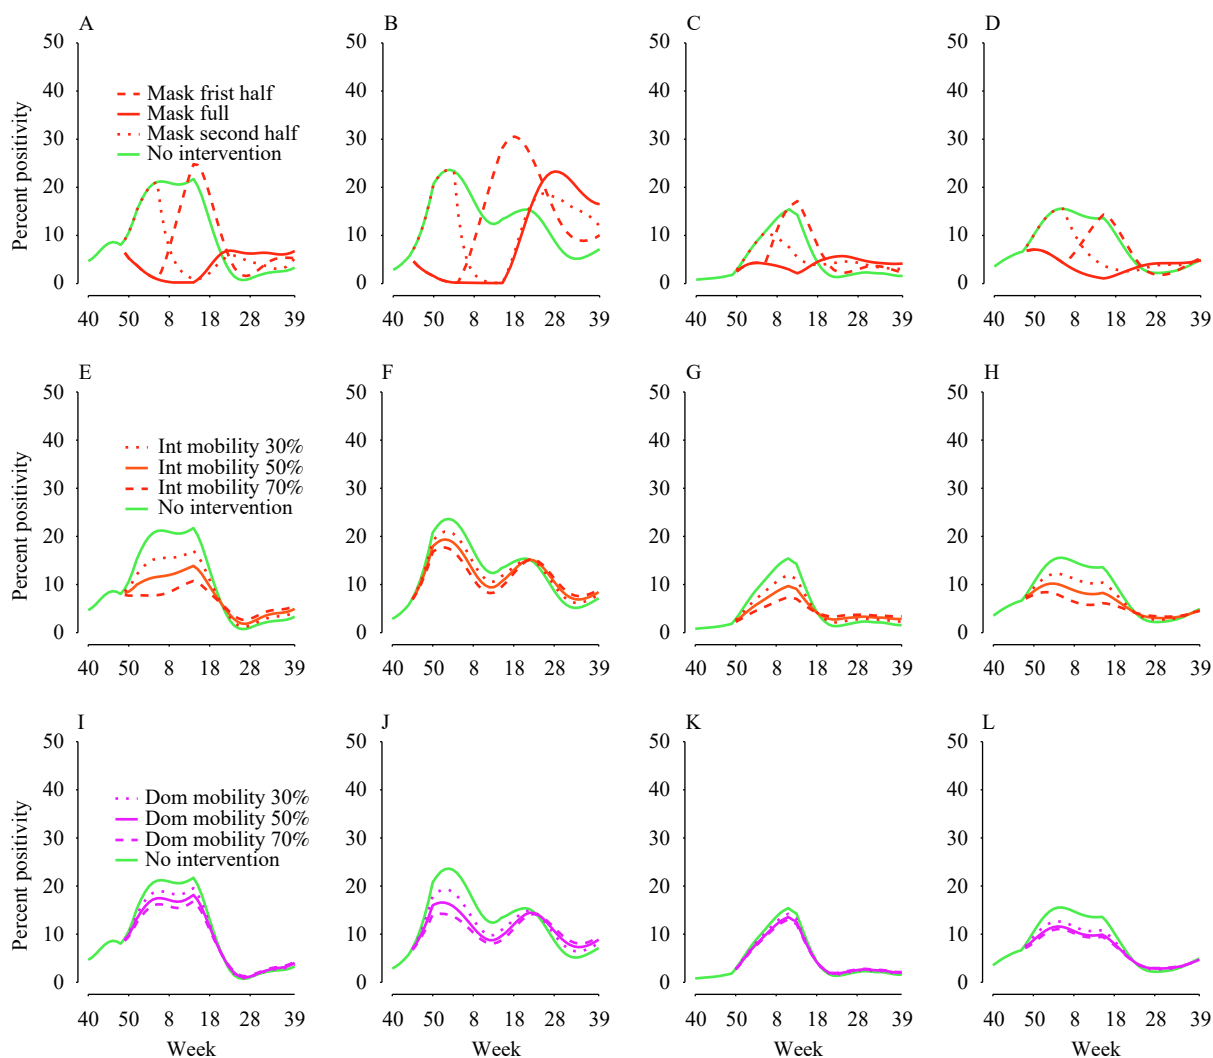 A B C D
50 50 50 50
40 40 40 40
Mask frist half
Mask full
30 30 30 30
Mask second half
No intervention
Percent positivity
20 20 20 20
10 10 10 10
0 0 0 0
40 50 8 18 28 39 40 50 8 18 28 39 40 50 8 18 28 39 40 50 8 18 28 39
E F G H
50 50 50 50
40 40 40 40
Int mobility 30%
Int mobility 50%
30 30 30 30
Int mobility 70%
No intervention
Percent positivity
20 20 20 20
10 10 10 10
0 0 0 0
40 50 8 18 28 39 40 50 8 18 28 39 40 50 8 18 28 39 40 50 8 18 28 39
I J K L
50 50 50 50
40 40 40 40
Dom mobility 30%
Dom mobility 50%
30 30 30 30
Dom mobility 70%
No intervention
Percent positivity
20 20 20 20
10 10 10 10
0 0 0 0
40 50 8 18 28 39 40 50 8 18 28 39 40 50 8 18 28 39 40 50 8 18 28 39
Week Week Week Week